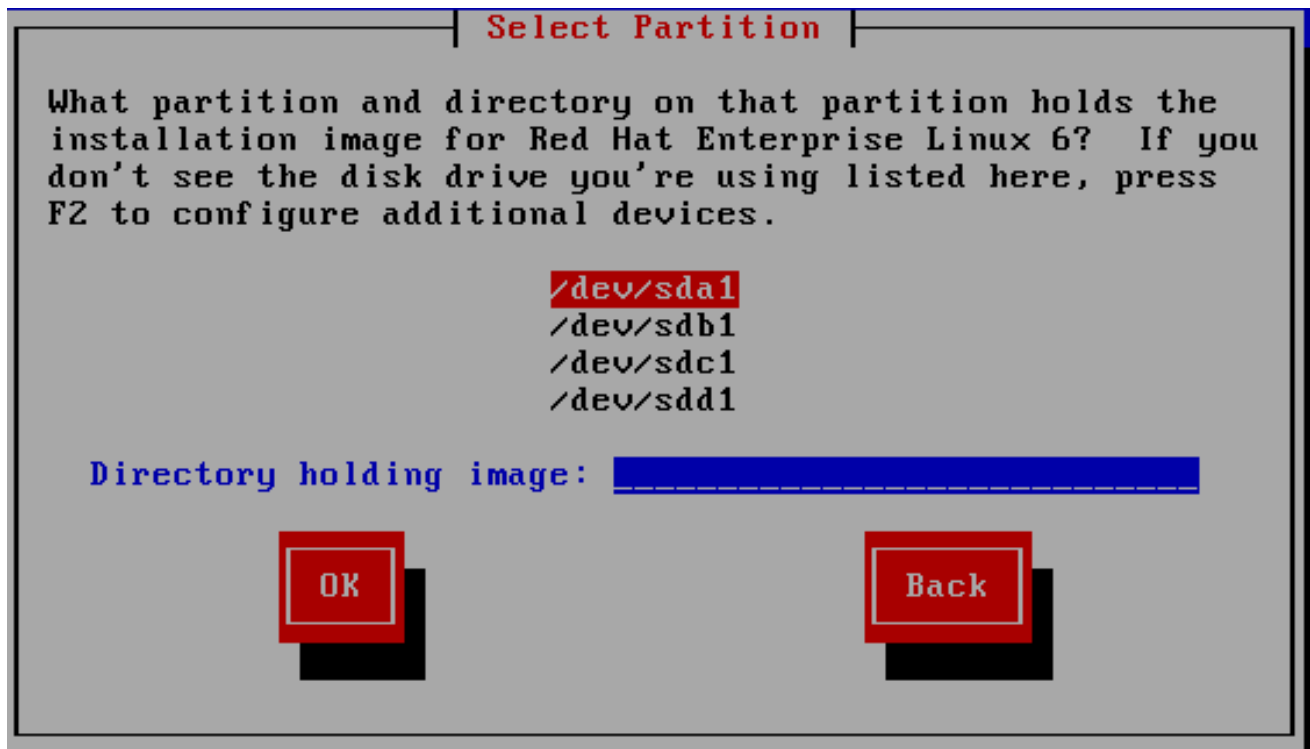 Select Partition
What partition and directory on that partition holds the
installation image for Red Hat Enterprise Linux 6?  If you
don't see the disk drive you're using listed here, press
F2 to configure additional devices.
/dev/sda1
/dev/sdb1
/dev/sdc1
/dev/sdd1
Directory holding image: ____________________________
OK
Back